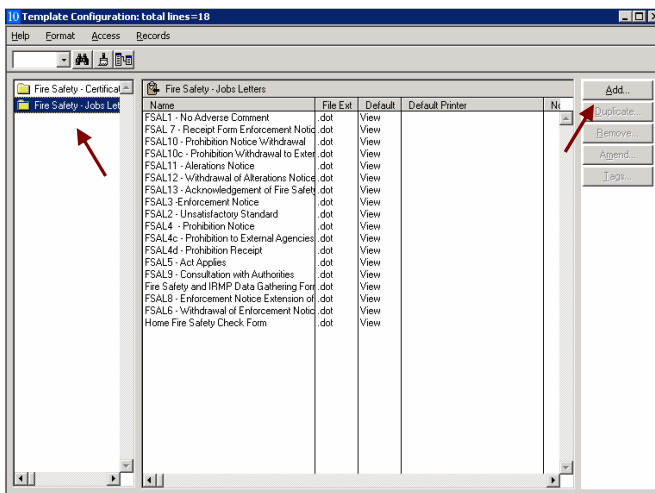 10 Template Configuration: total lines=18
Help Format Access Records
Fire Safety - Certificat
Fire Safety - Jobs Let
Fire Safety - Jobs Letters
Name File Ext Default Default Printer No
FSAL1 - No Adverse Comment .dot View
FSAL 7 - Receipt Form Enforcement Notic .dot View
FSAL10 - Prohibition Notice Withdrawal .dot View
FSAL10c - Prohibition Withdrawal to Exter .dot View
FSAL11 - Alerations Notice .dot View
FSAL12 - Withdrawal of Alterations Notice .dot View
FSAL13 - Acknowledgement of Fire Safety .dot View
FSAL3 -Enforcement Notice .dot View
FSAL2 - Unsatisfactory Standard .dot View
FSAL4 - Prohibition Notice .dot View
FSAL4c - Prohibition to External Agencies .dot View
FSAL4d - Prohibition Receipt .dot View
FSAL5 - Act Applies .dot View
FSAL9 - Consultation with Authorities .dot View
Fire Safety and IRMP Data Gathering Forr .dot View
FSAL8 - Enforcement Notice Extension of .dot View
FSAL6 - Withdrawal of Enforcement Notic .dot View
Home Fire Safety Check Form .dot View
Add...
Duplicate...
Remove...
Amend...
Tags...